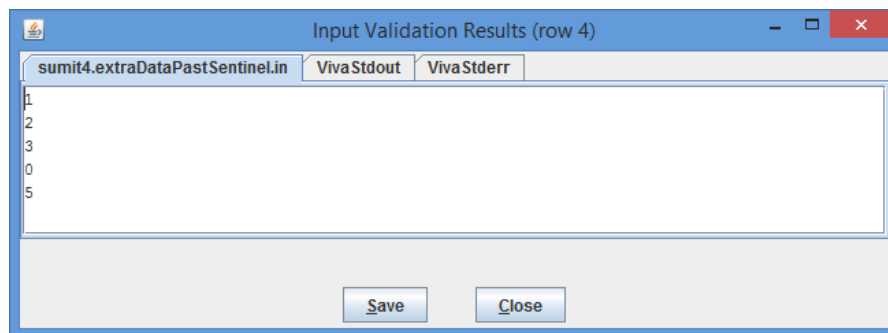 Input Validation Results (row 4)
sumit4.extraDataPastSentinel.in VivaStdout VivaStderr
1
2
3
0
5
Save Close